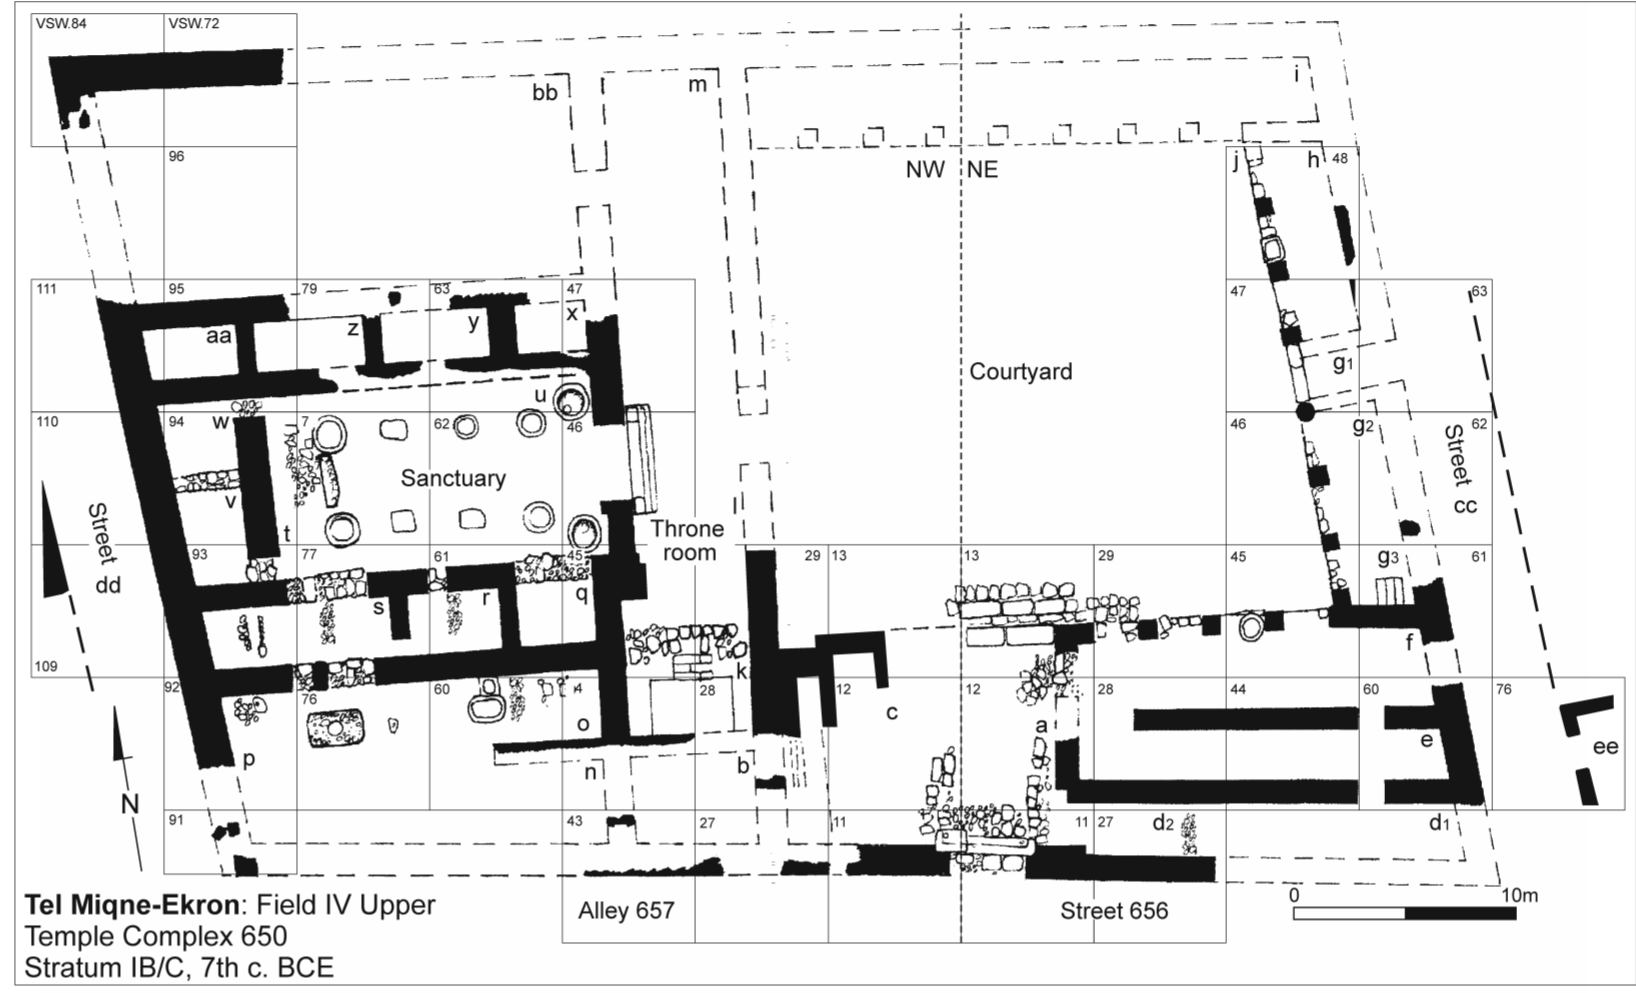 VSW.84 VSW.72
bb m i
96 NW NE j h 48
111 95 79 63 47 47 63
aa z y x
g1
Courtyard
u
110 94 w 7 62 46 46 g2 62
Sanctuary
Street cc
v
t
Throne room
l
Street dd
93 77 61 45 29 13 13 29 45 g3 61
s r q
f
109 k
92 76 60 4 28 12 12 28 44 60 76
o c a e ee
p n b
N
91 43 27 11 11 27 d2 d1
Tel Miqne-Ekron: Field IV Upper
Temple Complex 650
Stratum IB/C, 7th c. BCE
Alley 657
Street 656
0 10m